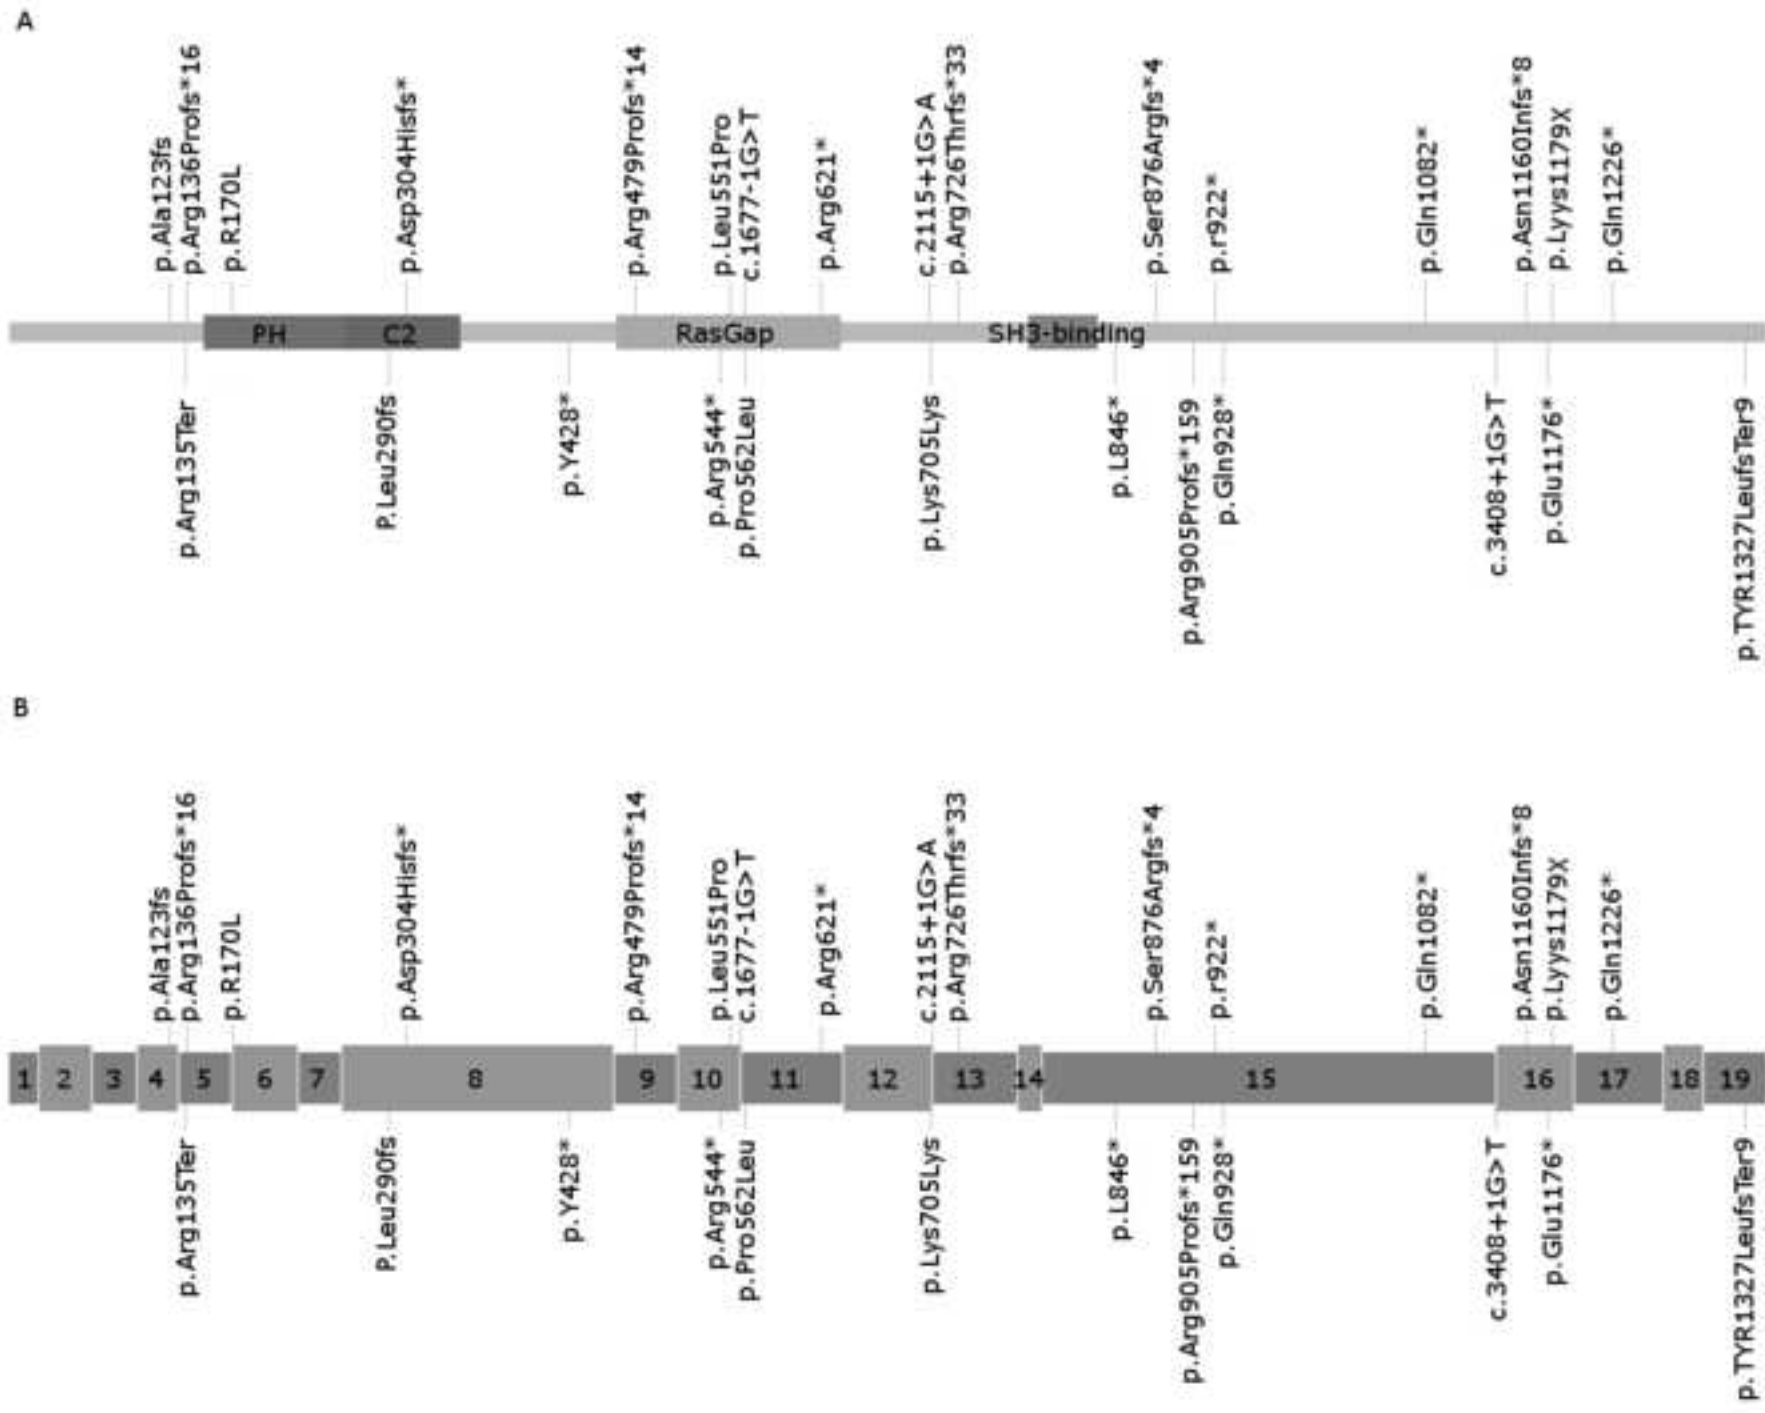 A
p.Ala123fs
p.Arg136Profs*16
p.R170L
p.Asp304Hisfs*
p.Arg479Profs*14
p.Leu551Pro
c.1677-1G>T
p.Arg621*
c.2115+1G>A
p.Arg726Thrfs*33
p.Ser876Argfs*4
p.r922*
p.Gln1082*
p.Asn1160Infs*8
p.Lyys1179X
p.Gln1226*
PH
C2
RasGap
SH3-binding
p.Arg135Ter
P.Leu290fs
p.Y428*
p.Arg544*
p.Pro562Leu
p.Lys705Lys
p.L846*
p.Arg905Profs*159
p.Gln928*
c.3408+1G>T
p.Glu1176*
p.TYR1327LeufsTer9
B
p.Ala123fs
p.Arg136Profs*16
p.R170L
p.Asp304Hisfs*
p.Arg479Profs*14
p.Leu551Pro
c.1677-1G>T
p.Arg621*
c.2115+1G>A
p.Arg726Thrfs*33
p.Ser876Argfs*4
p.r922*
p.Gln1082*
p.Asn1160Infs*8
p.Lyys1179X
p.Gln1226*
1 2 3 4 5 6 7 8 9 10 11 12 13 14 15 16 17 18 19
p.Arg135Ter
P.Leu290fs
p.Y428*
p.Arg544*
p.Pro562Leu
p.Lys705Lys
p.L846*
p.Arg905Profs*159
p.Gln928*
c.3408+1G>T
p.Glu1176*
p.TYR1327LeufsTer9